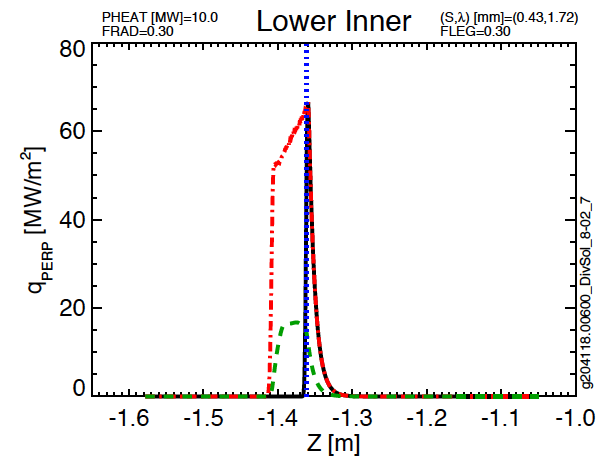 PHEAT [MW]=10.0
FRAD=0.30
Lower Inner
(S,λ) [mm]=(0.43,1.72)
FLEG=0.30
80
60
40
20
0
qPERP [MW/m²]
-1.6
-1.5
-1.4
-1.3
-1.2
-1.1
-1.0
Z [m]
g204118.00600_DivSol_8-02_7